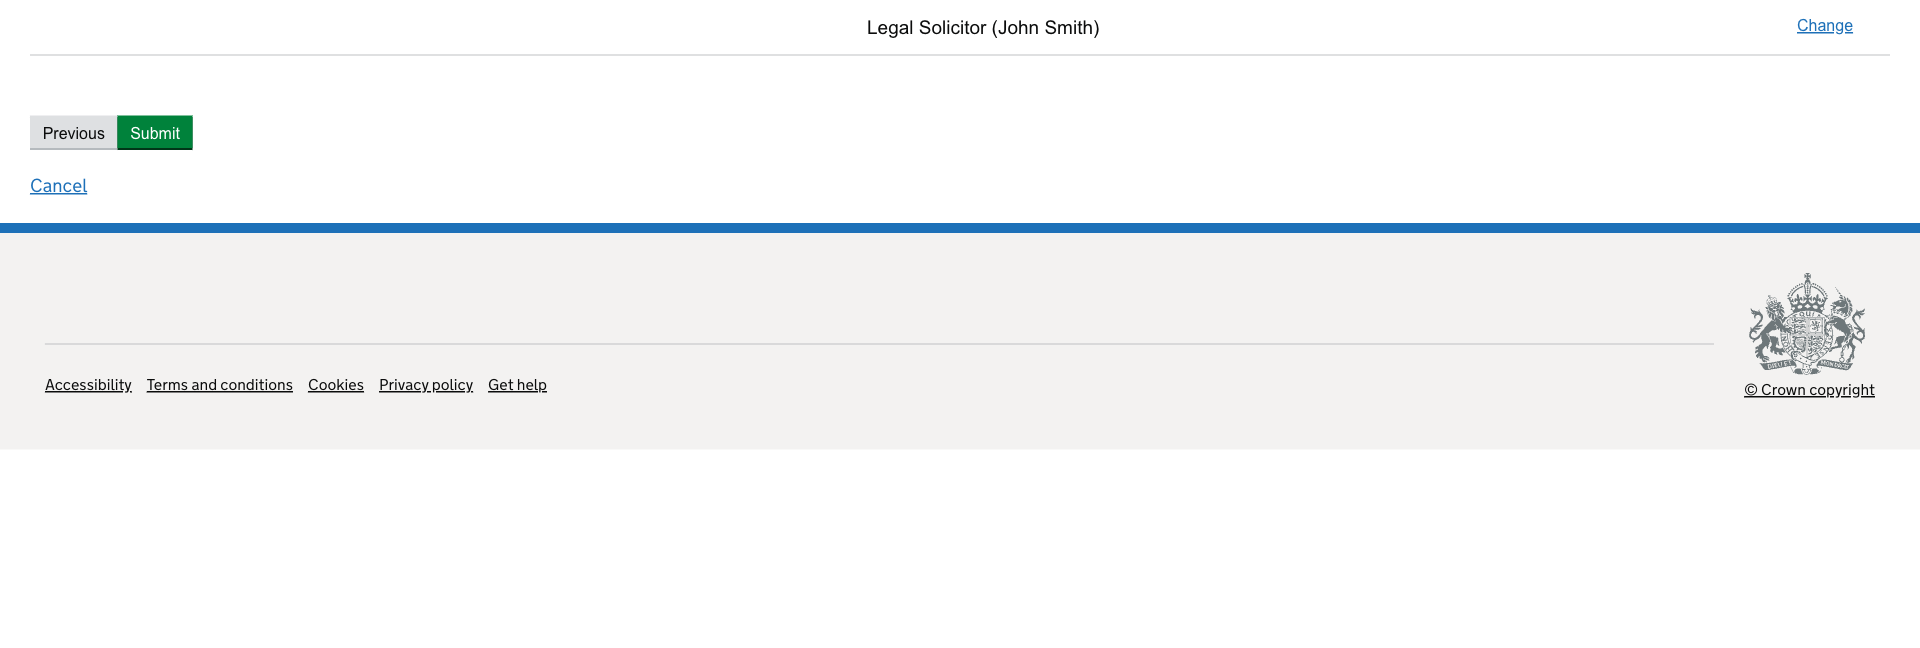 Legal Solicitor (John Smith) Change
Previous Submit
Cancel
Accessibility Terms and conditions Cookies Privacy policy Get help
© Crown copyright